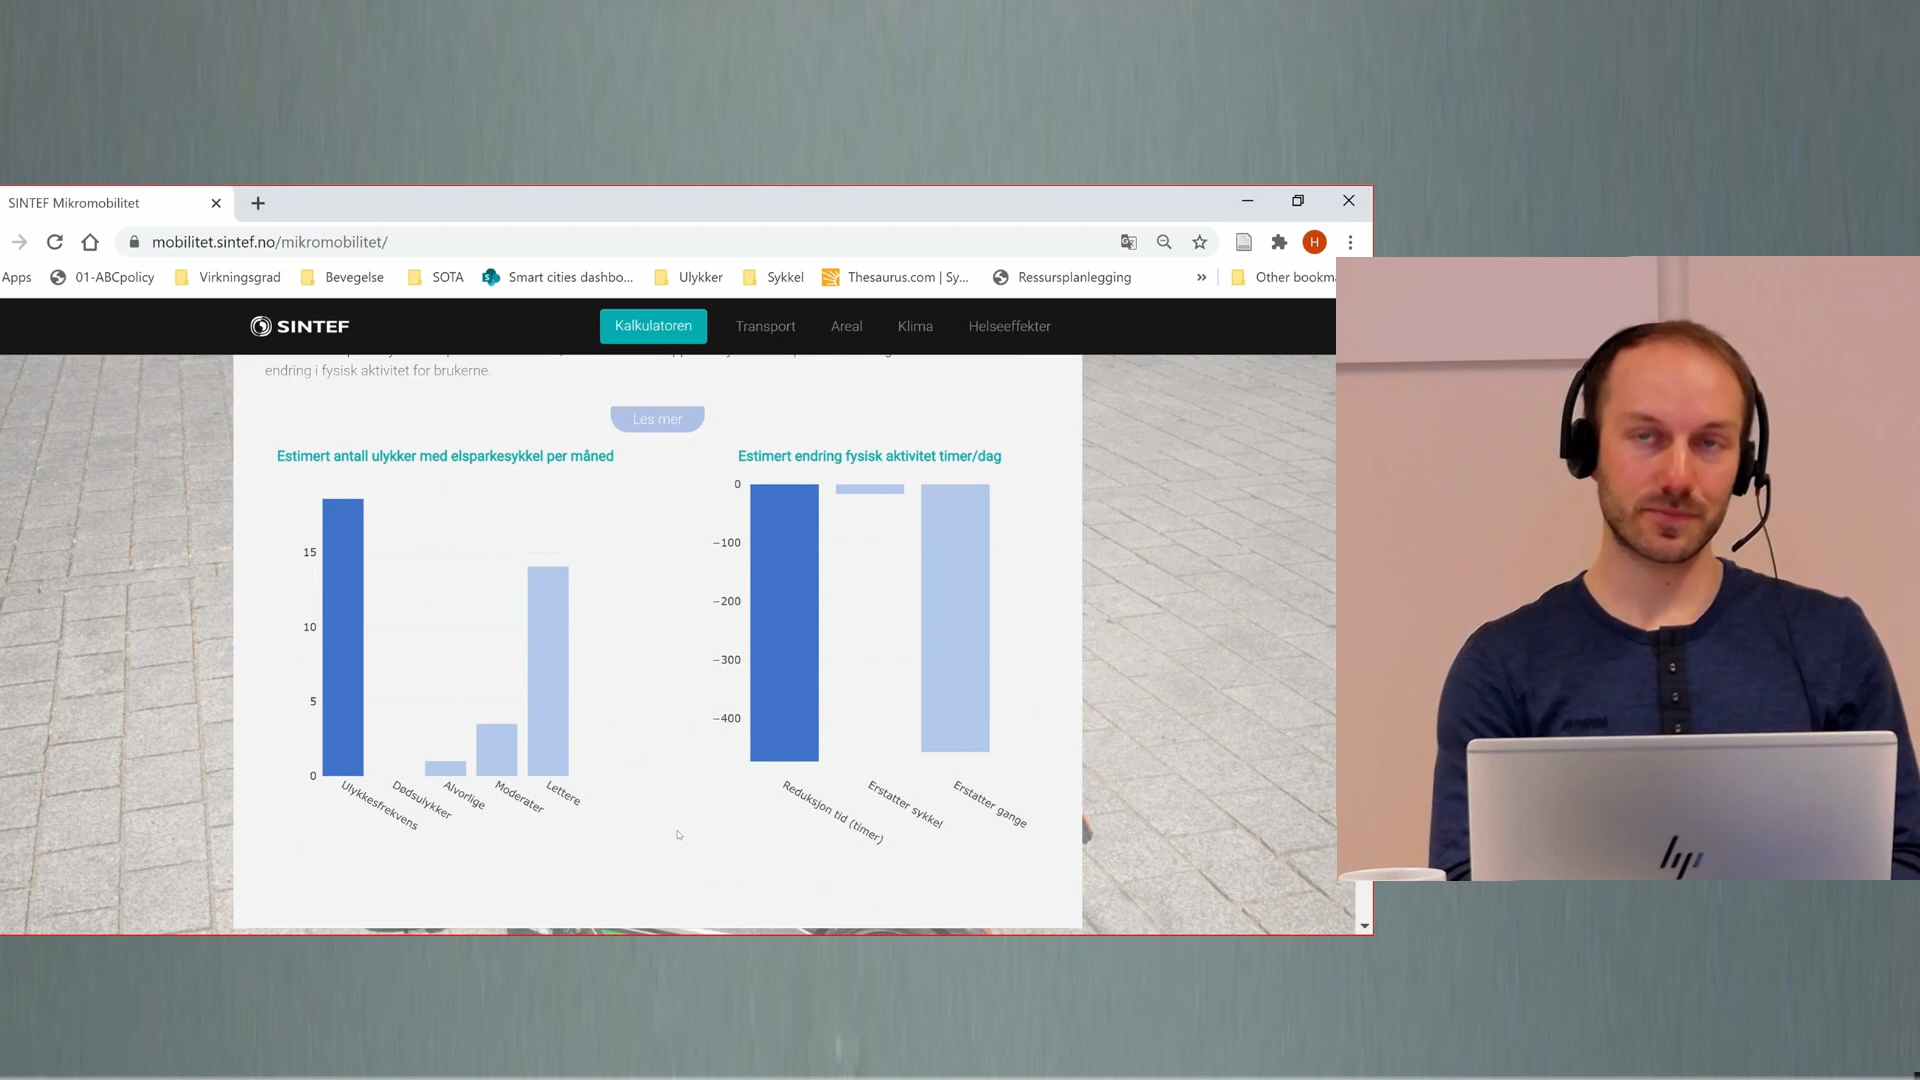 SINTEF Mikromobilitet
mobilitet.sintef.no/mikromobilitet/
H
Apps 01-ABCpolicy Virkningsgrad Bevegelse SOTA Smart cities dashbo... Ulykker Sykkel Thesaurus.com | Sy... Ressursplanlegging » Other bookma
SINTEF Kalkulatoren Transport Areal Klima Helseeffekter
endring i fysisk aktivitet for brukerne.
Les mer
Estimert antall ulykker med elsparkesykkel per måned
15
10
5
0
Ulykkesfrekvens
Dødsulykker
Alvorlige
Moderater
Lettere
Estimert endring fysisk aktivitet timer/dag
0
−100
−200
−300
−400
Reduksjon tid (timer)
Erstatter sykkel
Erstatter gange
hp